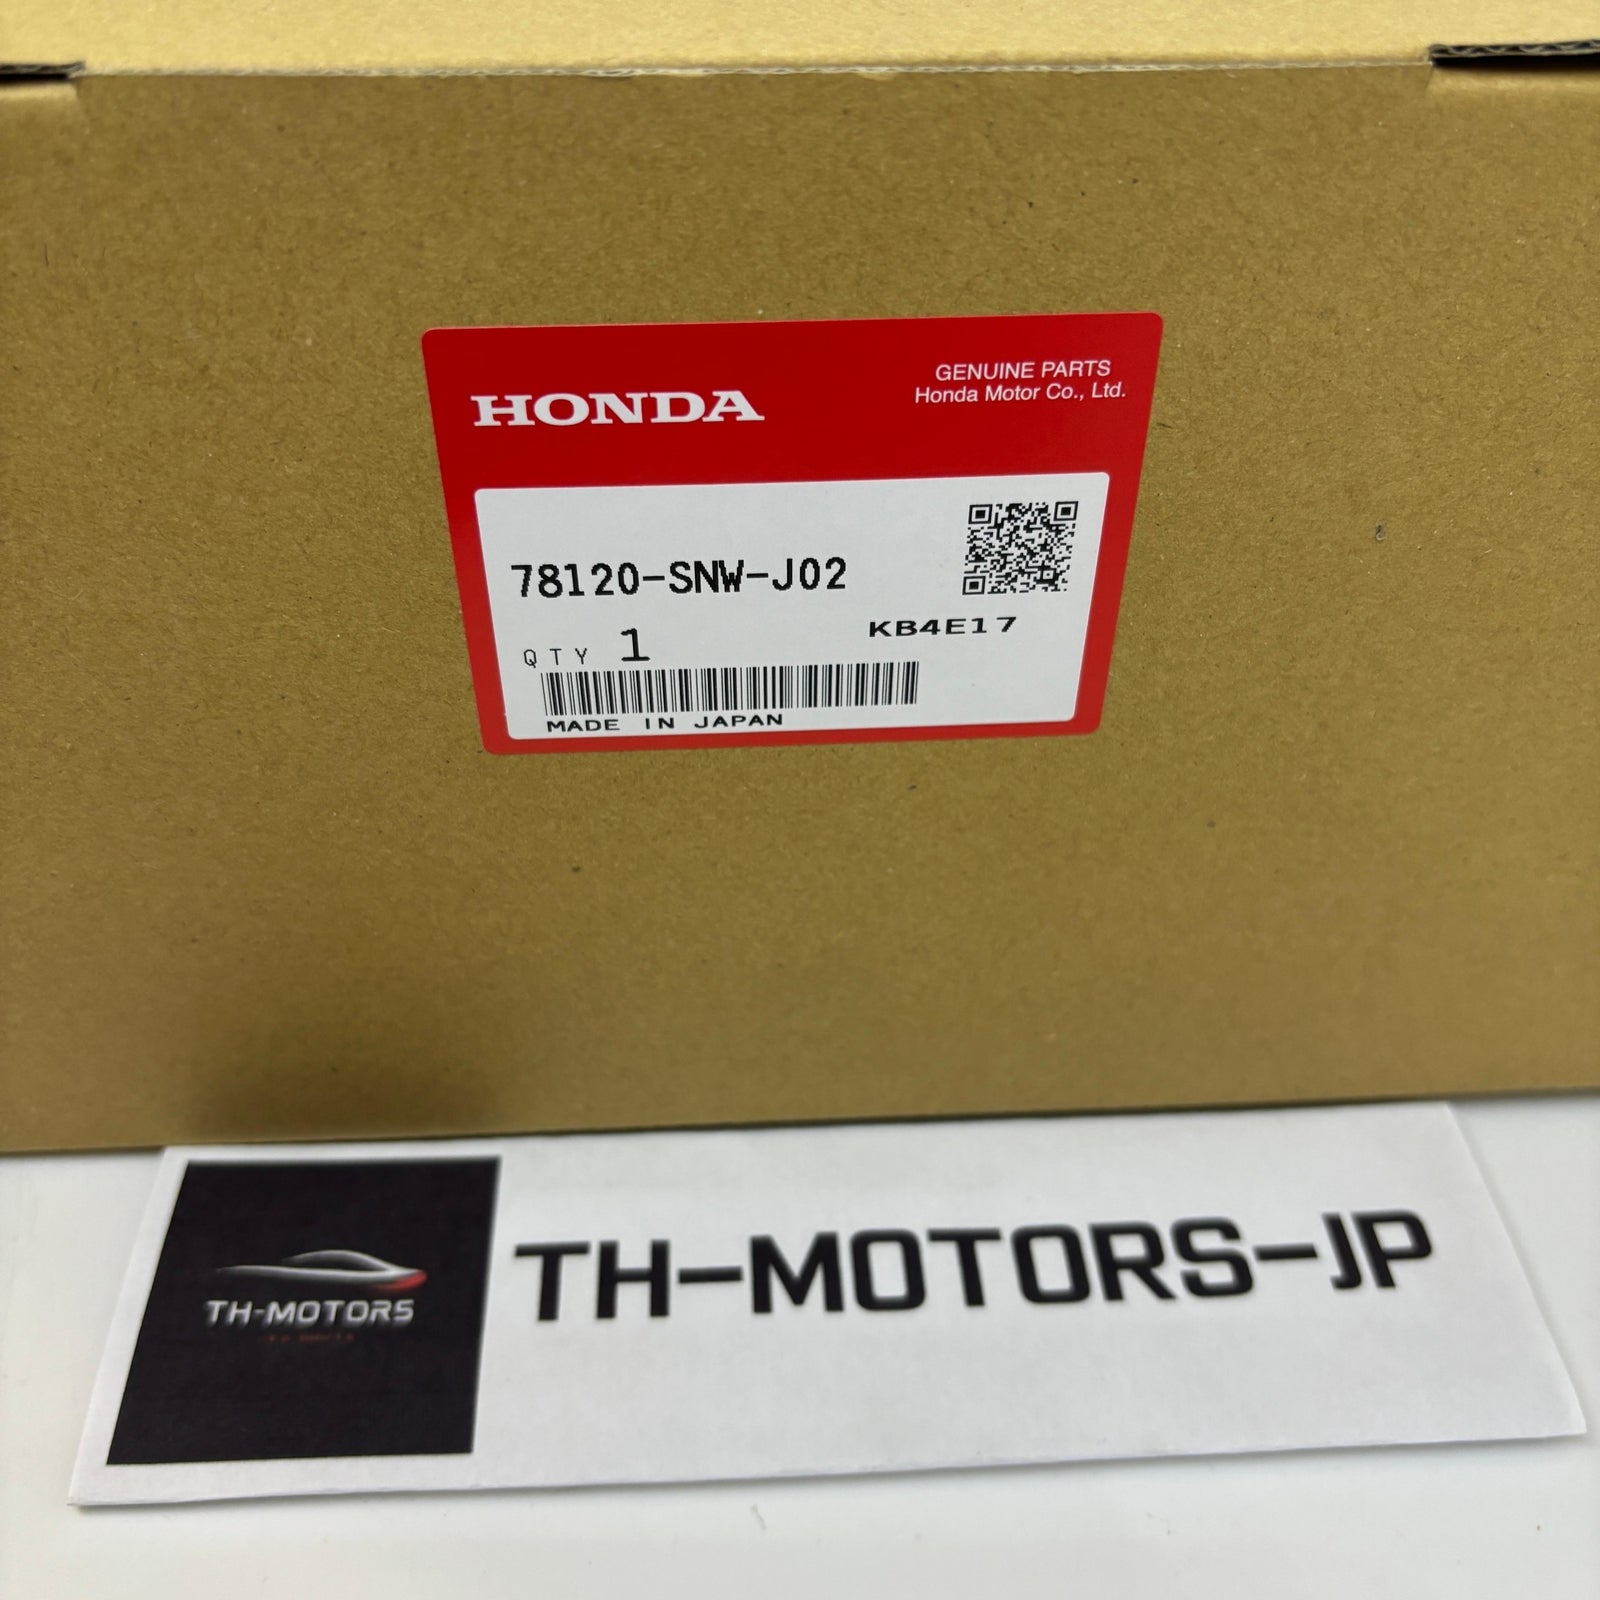 HONDA
GENUINE PARTS
Honda Motor Co., Ltd.
78120-SNW-J02
KB4E17
QTY 1
MADE IN JAPAN
TH-MOTORS
TH-MOTORS-JP